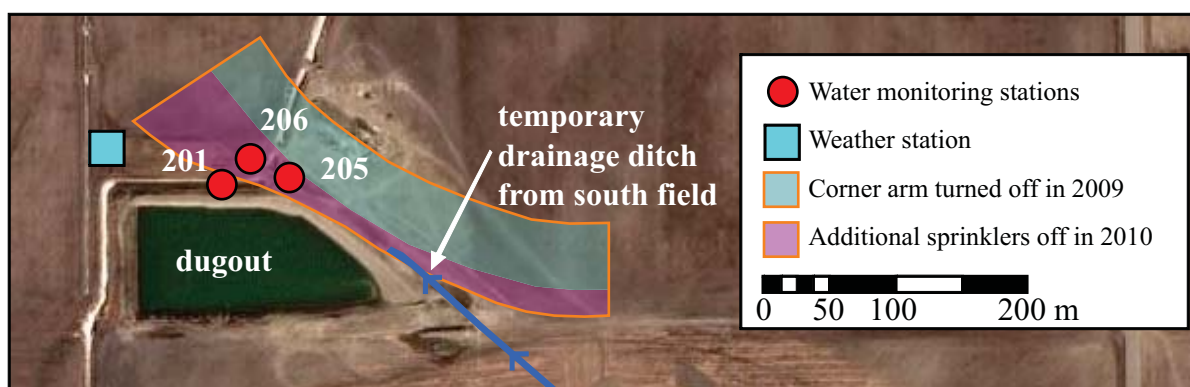 206
201
205
dugout
temporary
drainage ditch
from south field
Water monitoring stations
Weather station
Corner arm turned off in 2009
Additional sprinklers off in 2010
0 50 100 200 m